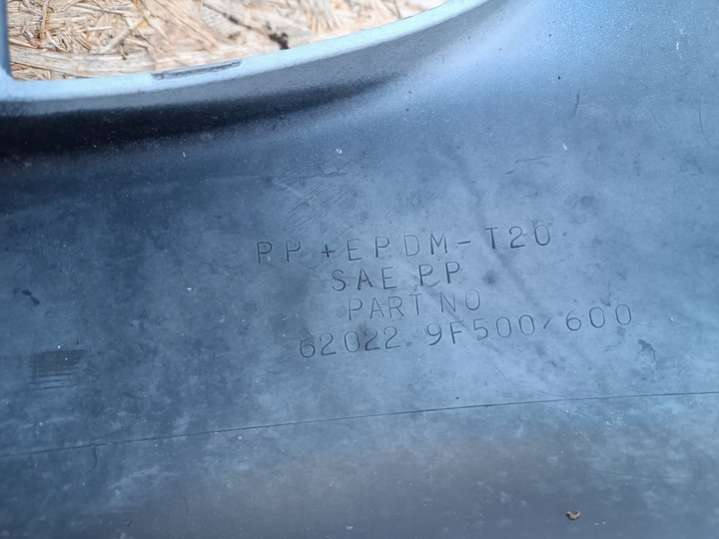 PP+EPDM-T20
SAE PP
PART NO
62022 9F500/600